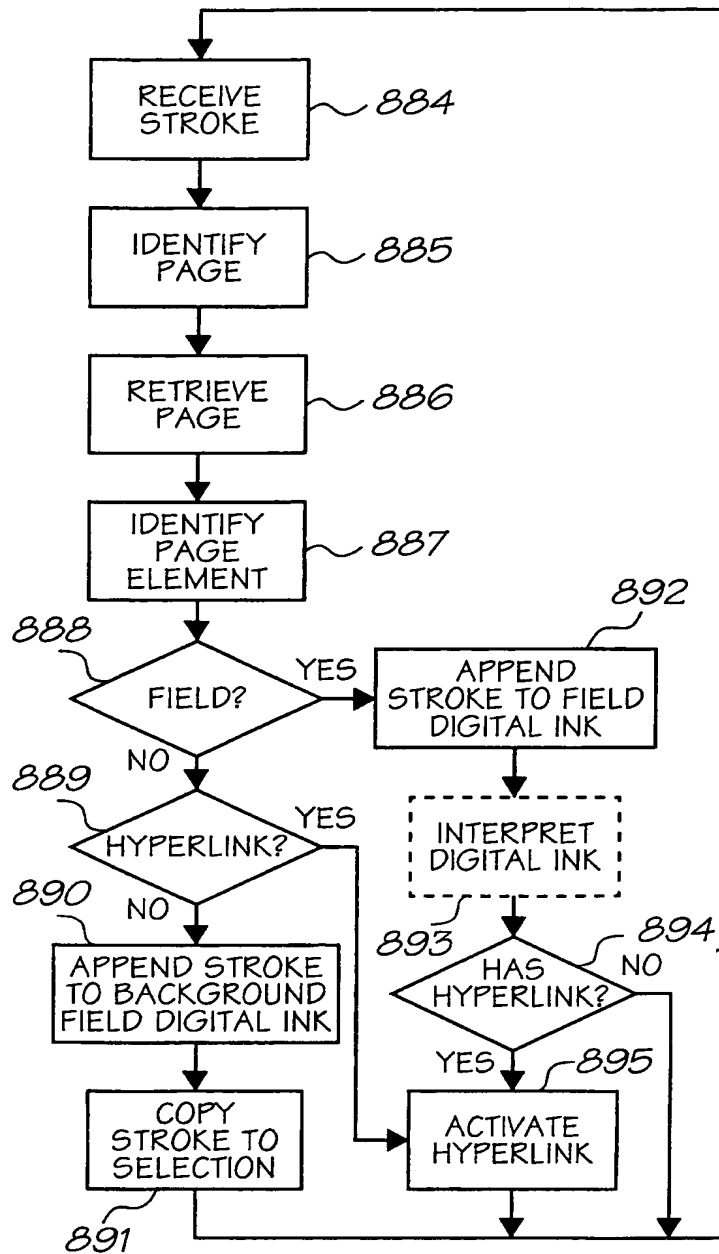 RECEIVE
STROKE
884
IDENTIFY
PAGE
885
RETRIEVE
PAGE
886
IDENTIFY
PAGE
ELEMENT
887
888
FIELD?
YES
NO
892
APPEND
STROKE TO FIELD
DIGITAL INK
889
HYPERLINK?
YES
NO
INTERPRET
DIGITAL INK
893
890
APPEND STROKE
TO BACKGROUND
FIELD DIGITAL INK
894
HAS
HYPERLINK?
NO
YES
895
COPY
STROKE TO
SELECTION
891
ACTIVATE
HYPERLINK